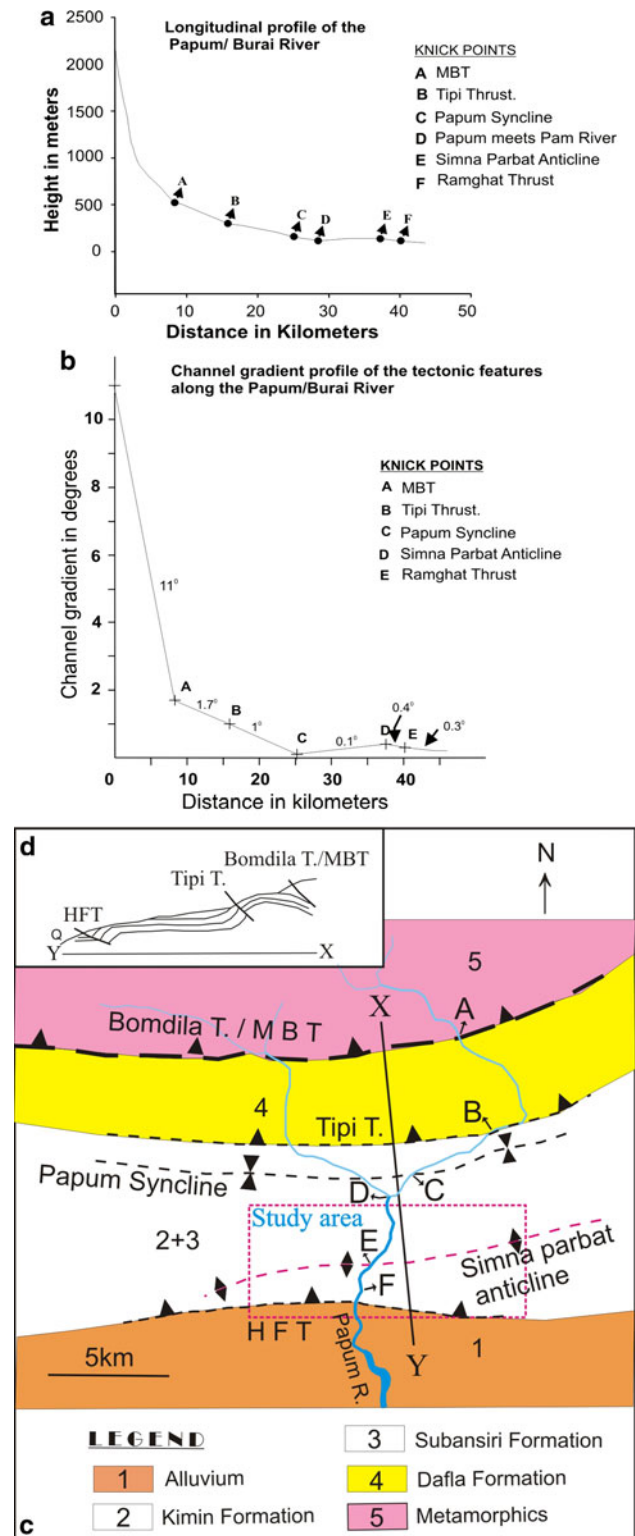 a
Longitudinal profile of the
Papum/ Burai River
KNICK POINTS
A MBT
B Tipi Thrust.
C Papum Syncline
D Papum meets Pam River
E Simna Parbat Anticline
F Ramghat Thrust
Height in meters
2500
2000
1500
1000
500
0
A
B
C
D
E
F
0
10
20
30
40
50
Distance in Kilometers
b
Channel gradient profile of the tectonic features
along the Papum/Burai River
KNICK POINTS
A MBT
B Tipi Thrust.
C Papum Syncline
D Simna Parbat Anticline
E Ramghat Thrust
Channel gradient in degrees
10
8
6
4
2
11°
A
1.7°
B
1°
C
0.1°
D
0.4°
E
0.3°
0
10
20
30
40
Distance in kilometers
d
Bomdila T./MBT
Tipi T.
HFT
Q
Y
X
N
5
X
A
Bomdila T. / M B T
4
B
Tipi T.
Papum Syncline
D
C
Study area
2+3
E
Simna parbat
anticline
F
H F T
Papum R.
1
Y
5km
LEGEND
1 Alluvium
2 Kimin Formation
3 Subansiri Formation
4 Dafla Formation
5 Metamorphics
c